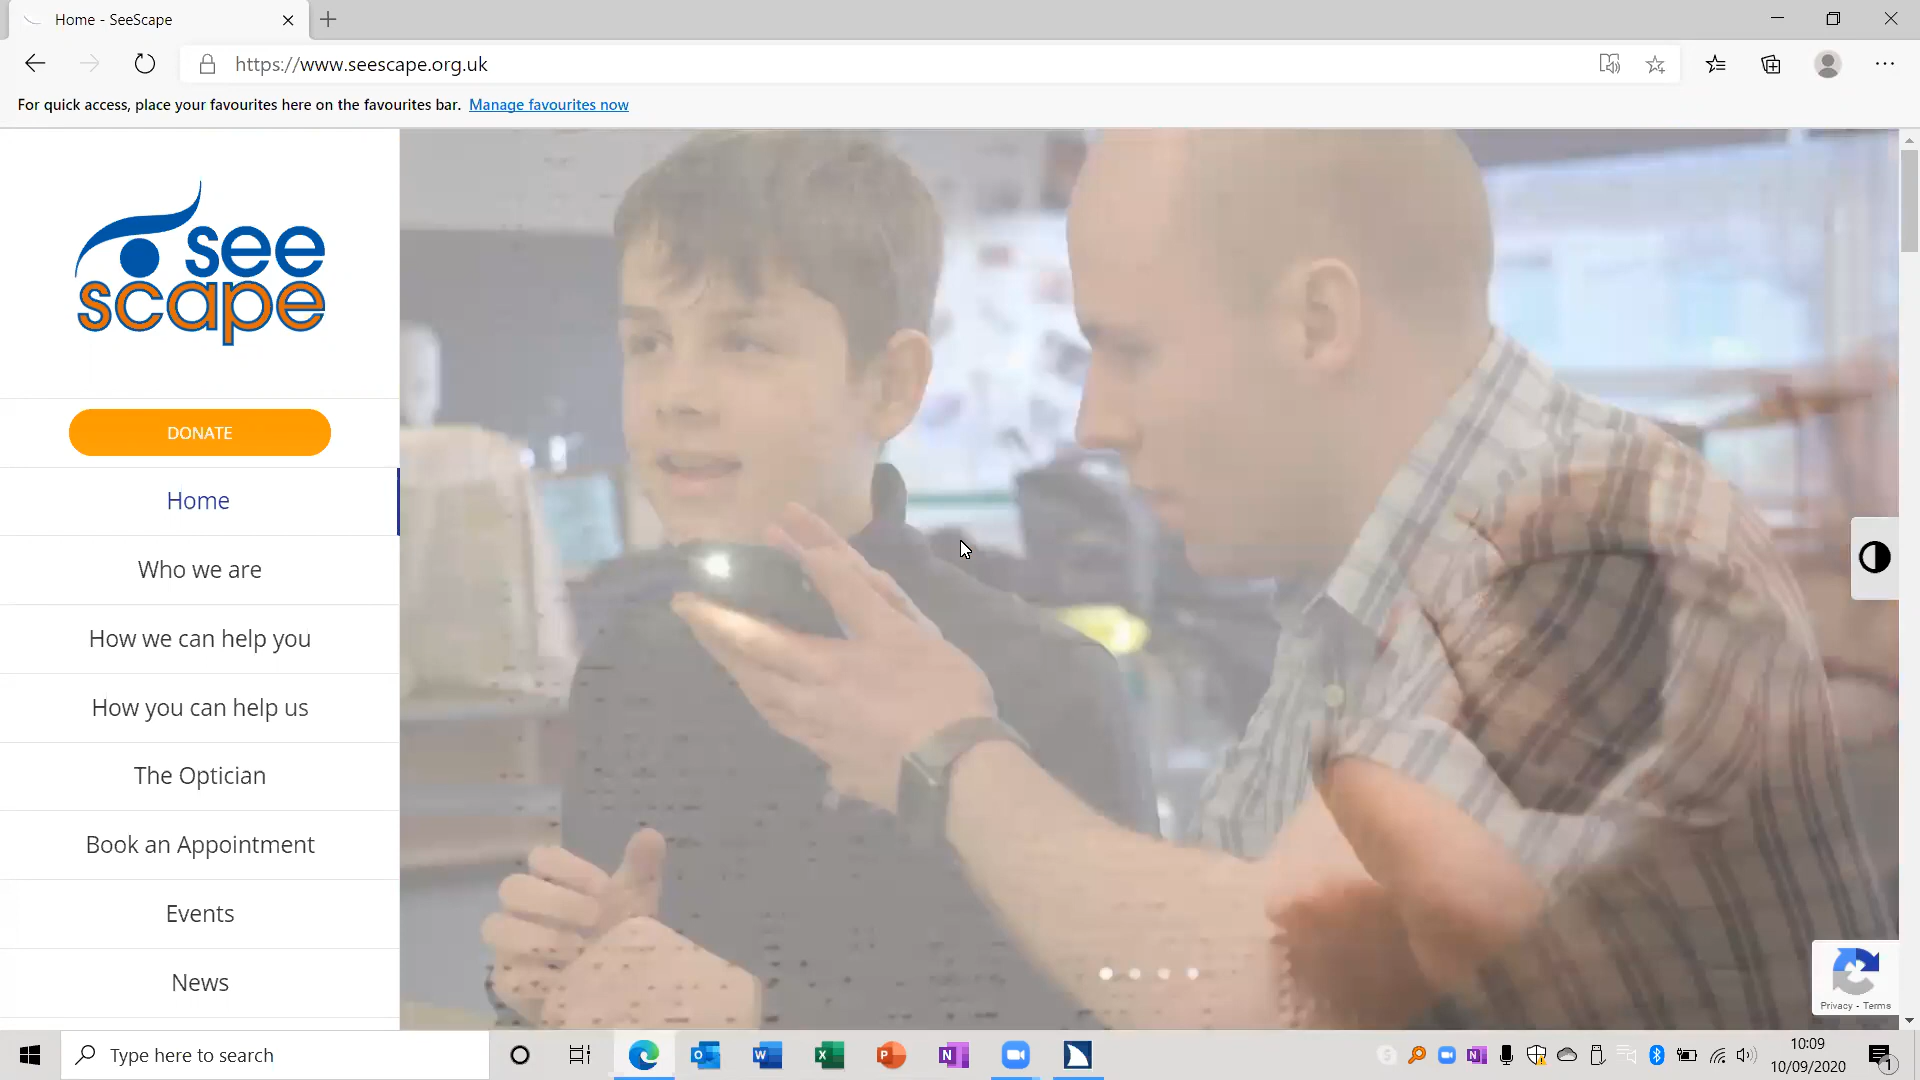 Home - SeeScape
https://www.seescape.org.uk
For quick access, place your favourites here on the favourites bar. Manage favourites now
see
scape
DONATE
Home
Who we are
How we can help you
How you can help us
The Optician
Book an Appointment
Events
News
Privacy - Terms
Type here to search
10:09
10/09/2020
1